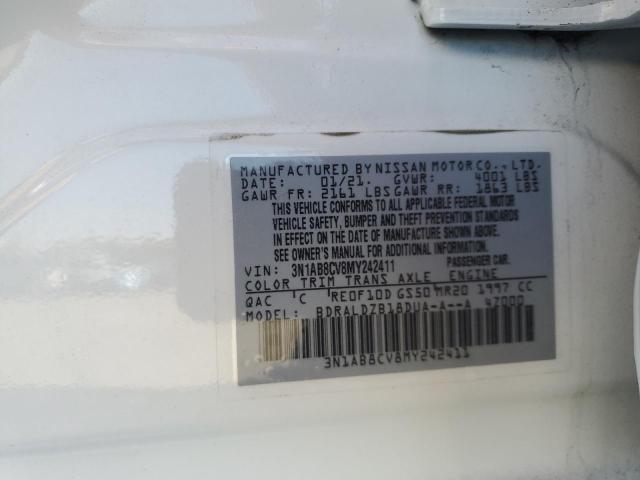 MANUFACTURED BY NISSAN MOTOR CO., LTD.
DATE: 01/21. GVWR: 4001 LBS
GAWR FR: 2161 LBS GAWR RR: 1863 LBS
THIS VEHICLE CONFORMS TO ALL APPLICABLE FEDERAL MOTOR
VEHICLE SAFETY, BUMPER AND THEFT PREVENTION STANDARDS
IN EFFECT ON THE DATE OF MANUFACTURE SHOWN ABOVE.
SEE OWNER'S MANUAL FOR ADDITIONAL INFORMATION.
VIN: 3N1AB8CV8MY242411 PASSENGER CAR.
COLOR TRIM TRANS AXLE ENGINE
QAC C RE0F10D GS50 MR20 1997 CC
MODEL: BDRALDZB18DUA-A--A 47000
3N1AB8CV8MY242411